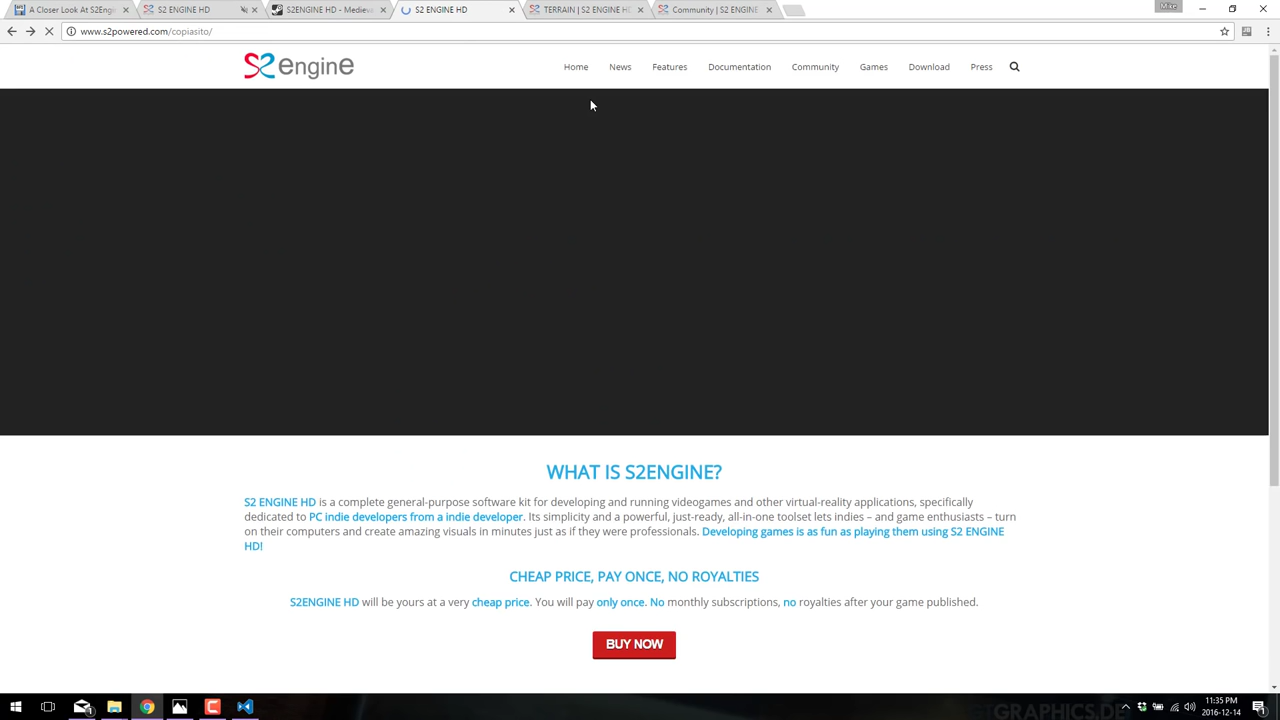 A Closer Look At S2Engin
S2 ENGINE HD
S2ENGINE HD - Medieva
S2 ENGINE HD
TERRAIN | S2 ENGINE HD
Community | S2 ENGINE
Mike
www.s2powered.com/copiasito/
S2 engine
Home
News
Features
Documentation
Community
Games
Download
Press
WHAT IS S2ENGINE?
S2 ENGINE HD is a complete general-purpose software kit for developing and running videogames and other virtual-reality applications, specifically
dedicated to PC indie developers from a indie developer. Its simplicity and a powerful, just-ready, all-in-one toolset lets indies – and game enthusiasts – turn
on their computers and create amazing visuals in minutes just as if they were professionals. Developing games is as fun as playing them using S2 ENGINE
HD!
CHEAP PRICE, PAY ONCE, NO ROYALTIES
S2ENGINE HD will be yours at a very cheap price. You will pay only once. No monthly subscriptions, no royalties after your game published.
BUY NOW
11:35 PM
2016-12-14
GTGRAPHICS.DE